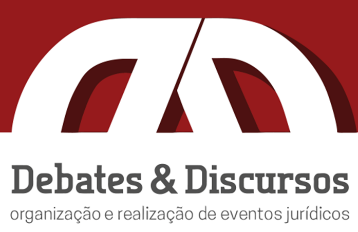 Debates & Discursos
organização e realização de eventos jurídicos